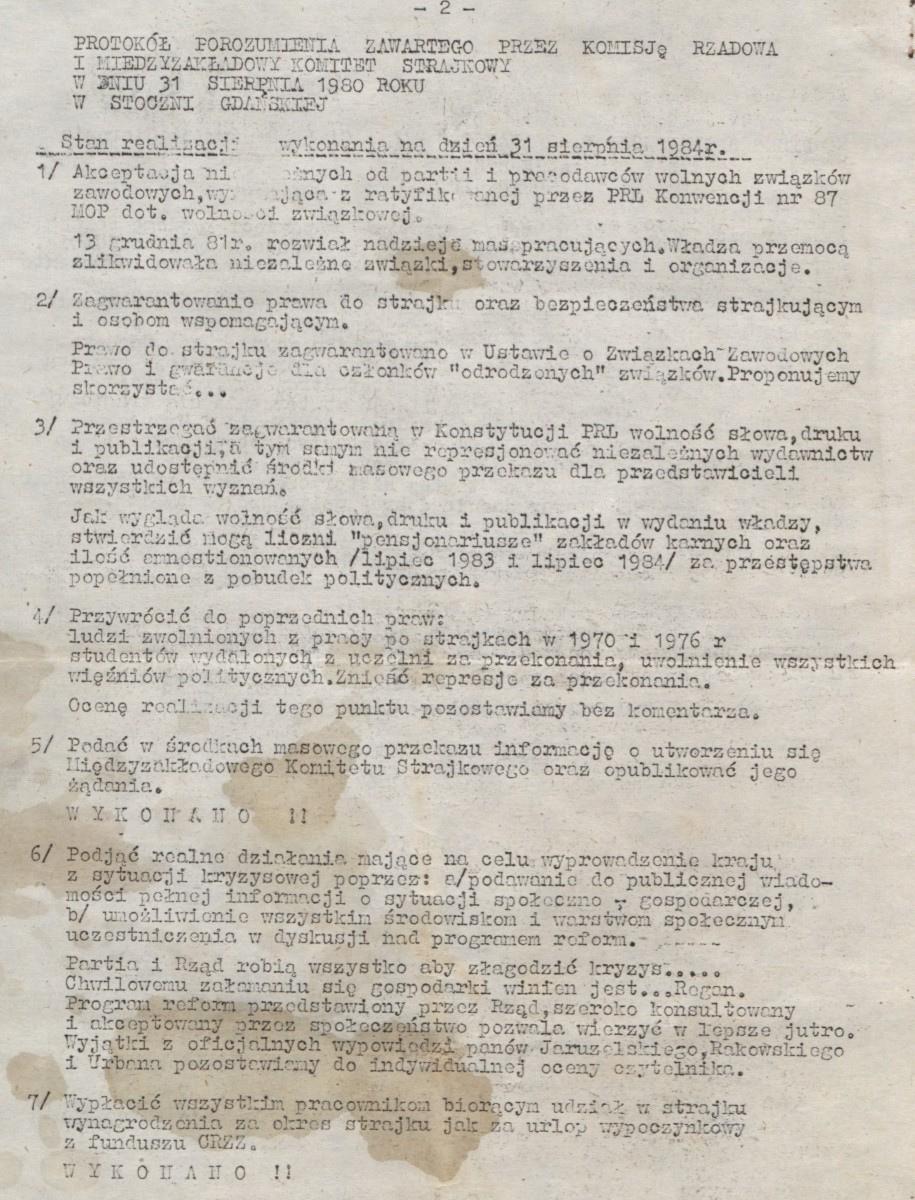 - 2 -
PROTOKÓŁ POROZUMIENIA ZAWARTEGO PRZEZ KOMISJę RZADOWA
I MIEDZYZAKŁADOWY KOMITET STRAJKOWY
W DNIU 31 SIERPNIA 1980 ROKU
W STOCZNI GDAŃSKIEJ
Stan realizacji wykonania na dzień 31 sierpnia 1984r.
1/ Akceptacja od partii i pracodawców wolnych związków
zawodowych, z ratyfikowanej przez PRL Konwencji nr 87
MOP dot. wolności związkowej.
13 grudnia 81r. rozwiał nadzieje mas pracujących.Władza przemocą
zlikwidowała niezależne związki,stowarzyszenia i organizacje.
2/ Zagwarantowanie prawa do strajku oraz bezpieczeństwa strajkującym
i osobom wspomagającym.
Prawo do strajku zagwarantowano w Ustawie o Związkach Zawodowych
Prawo i gwarancje dla członków "odrodzonych" związków.Proponujemy
skorzystać...
3/ Przestrzegać zagwarantowaną w Konstytucji PRL wolność słowa,druku
i publikacji,a tym samym nie represjonować niezależnych wydawnictw
oraz udostępnić środki masowego przekazu dla przedstawicieli
wszystkich wyznań.
Jak wygląda wolność słowa,druku i publikacji w wydaniu władzy,
stwierdzić mogą liczni "pensjonariusze" zakładów karnych oraz
ilość amnestionowanych /lipiec 1983 i lipiec 1984/ za przestępstwa
popełnione z pobudek politycznych.
4/ Przywrócić do poprzednich praw:
ludzi zwolnionych z pracy po strajkach w 1970 i 1976 r
studentów wydalonych z uczelni za przekonania, uwolnienie wszystkich
więźniów politycznych.Znieść represje za przekonania.
Ocenę realizacji tego punktu pozostawiamy bez komentarza.
5/ Podać w środkach masowego przekazu informację o utworzeniu się
Międzyzakładowego Komitetu Strajkowego oraz opublikować jego
żądania.
W Y K O N A N O !!
6/ Podjąć realne działania mające na celu wyprowadzenie kraju
z sytuacji kryzysowej poprzez: a/podawanie do publicznej wiado-
mości pełnej informacji o sytuacji społeczno - gospodarczej,
b/ umożliwienie wszystkim środowiskom i warstwom społecznym
uczestniczenia w dyskusji nad programem reform.
Partia i Rząd robią wszystko aby złagodzić kryzys.....
Chwilowemu załamaniu się gospodarki winien jest...Regan.
Program reform przedstawiony przez Rząd,szeroko konsultowany
i akceptowany przez społeczeństwo pozwala wierzyć w lepsze jutro.
Wyjątki z oficjalnych wypowiedzi panów Jaruzelskiego,Rakowskiego
i Urbana pozostawiamy do indywidualnej oceny czytelnika.
7/ Wypłacić wszystkim pracownikom biorącym udział w strajku
wynagrodzenia za okres strajku jak za urlop wypoczynkowy
z funduszu CRZZ.
W Y K O N A N O !!